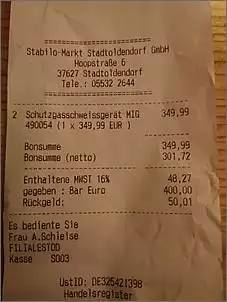 ==========================
Stabilo-Markt Stadtoldendorf GmbH
Hoopstraße 6
37627 Stadtoldendorf
Tele.: 05532 2644
==========================
2 Schutzgasschweissgerät MIG 349,99
490054 (1 x 349,99 EUR )
Bonsumme 349,99
Bonsumme (netto) 301,72
Enthaltene MWST 16% 48,27
gegeben : Bar Euro 400,00
Rückgeld: 50,01
Es bediente Sie
Frau A.Schleise
FILIALESTOD
Kasse S003
UstID: DE325421398
Handelsregister